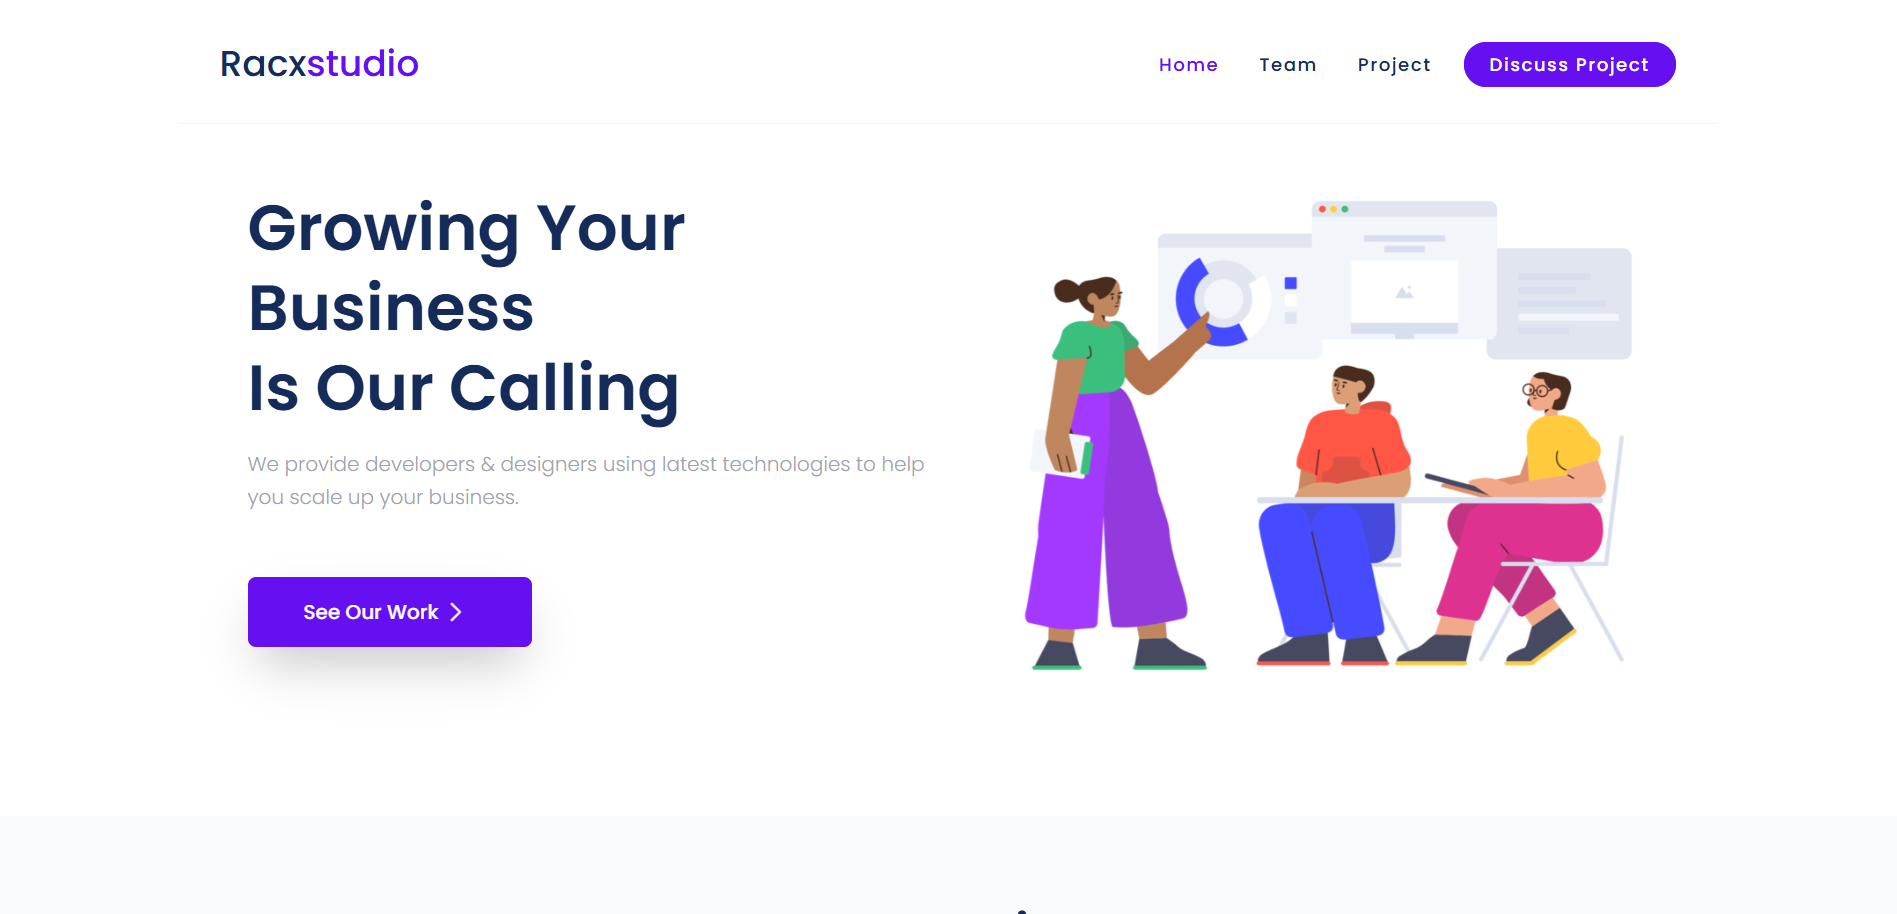 Racxstudio
Home Team Project Discuss Project
Growing Your
Business
Is Our Calling
We provide developers & designers using latest technologies to help
you scale up your business.
See Our Work